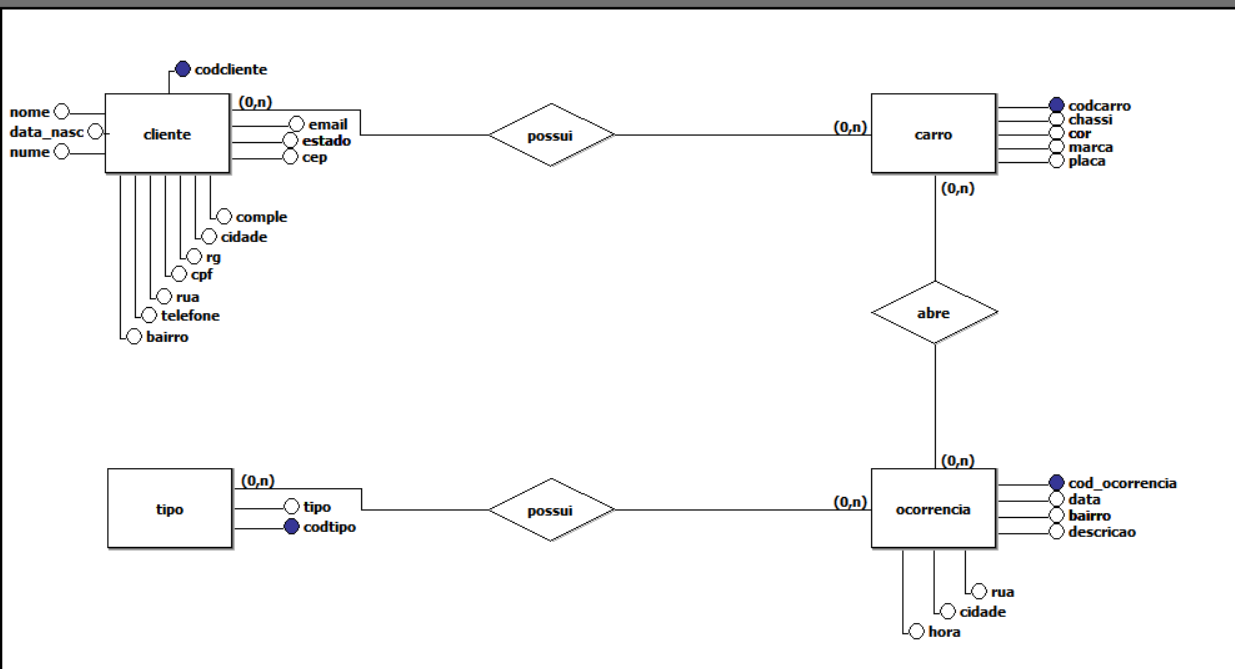 codcliente
nome
data_nasc
nume
cliente
(0,n)
email
estado
cep
comple
cidade
rg
cpf
rua
telefone
bairro
possui
(0,n)
carro
codcarro
chassi
cor
marca
placa
(0,n)
abre
(0,n)
tipo
(0,n)
tipo
codtipo
possui
(0,n)
ocorrencia
cod_ocorrencia
data
bairro
descricao
rua
cidade
hora